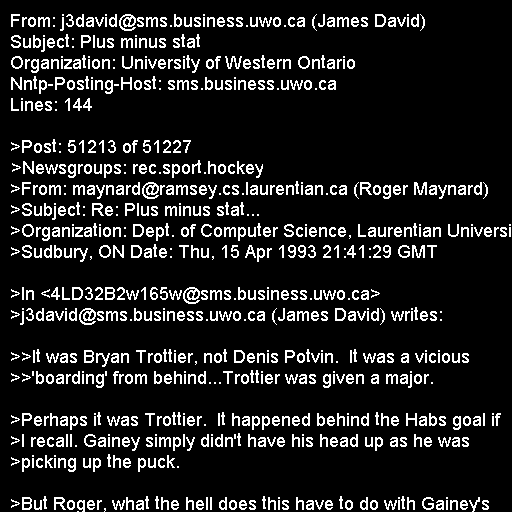 From: j3david@sms.business.uwo.ca (James David)
Subject: Plus minus stat
Organization: University of Western Ontario
Nntp-Posting-Host: sms.business.uwo.ca
Lines: 144

>Post: 51213 of 51227
>Newsgroups: rec.sport.hockey
>From: maynard@ramsey.cs.laurentian.ca (Roger Maynard)
>Subject: Re: Plus minus stat...
>Organization: Dept. of Computer Science, Laurentian Universi
>Sudbury, ON Date: Thu, 15 Apr 1993 21:41:29 GMT

>In <4LD32B2w165w@sms.business.uwo.ca>
>j3david@sms.business.uwo.ca (James David) writes:

>>It was Bryan Trottier, not Denis Potvin.  It was a vicious
>>'boarding' from behind...Trottier was given a major.

>Perhaps it was Trottier.  It happened behind the Habs goal if
>I recall. Gainey simply didn't have his head up as he was
>picking up the puck.

>But Roger, what the hell does this have to do with Gainey's